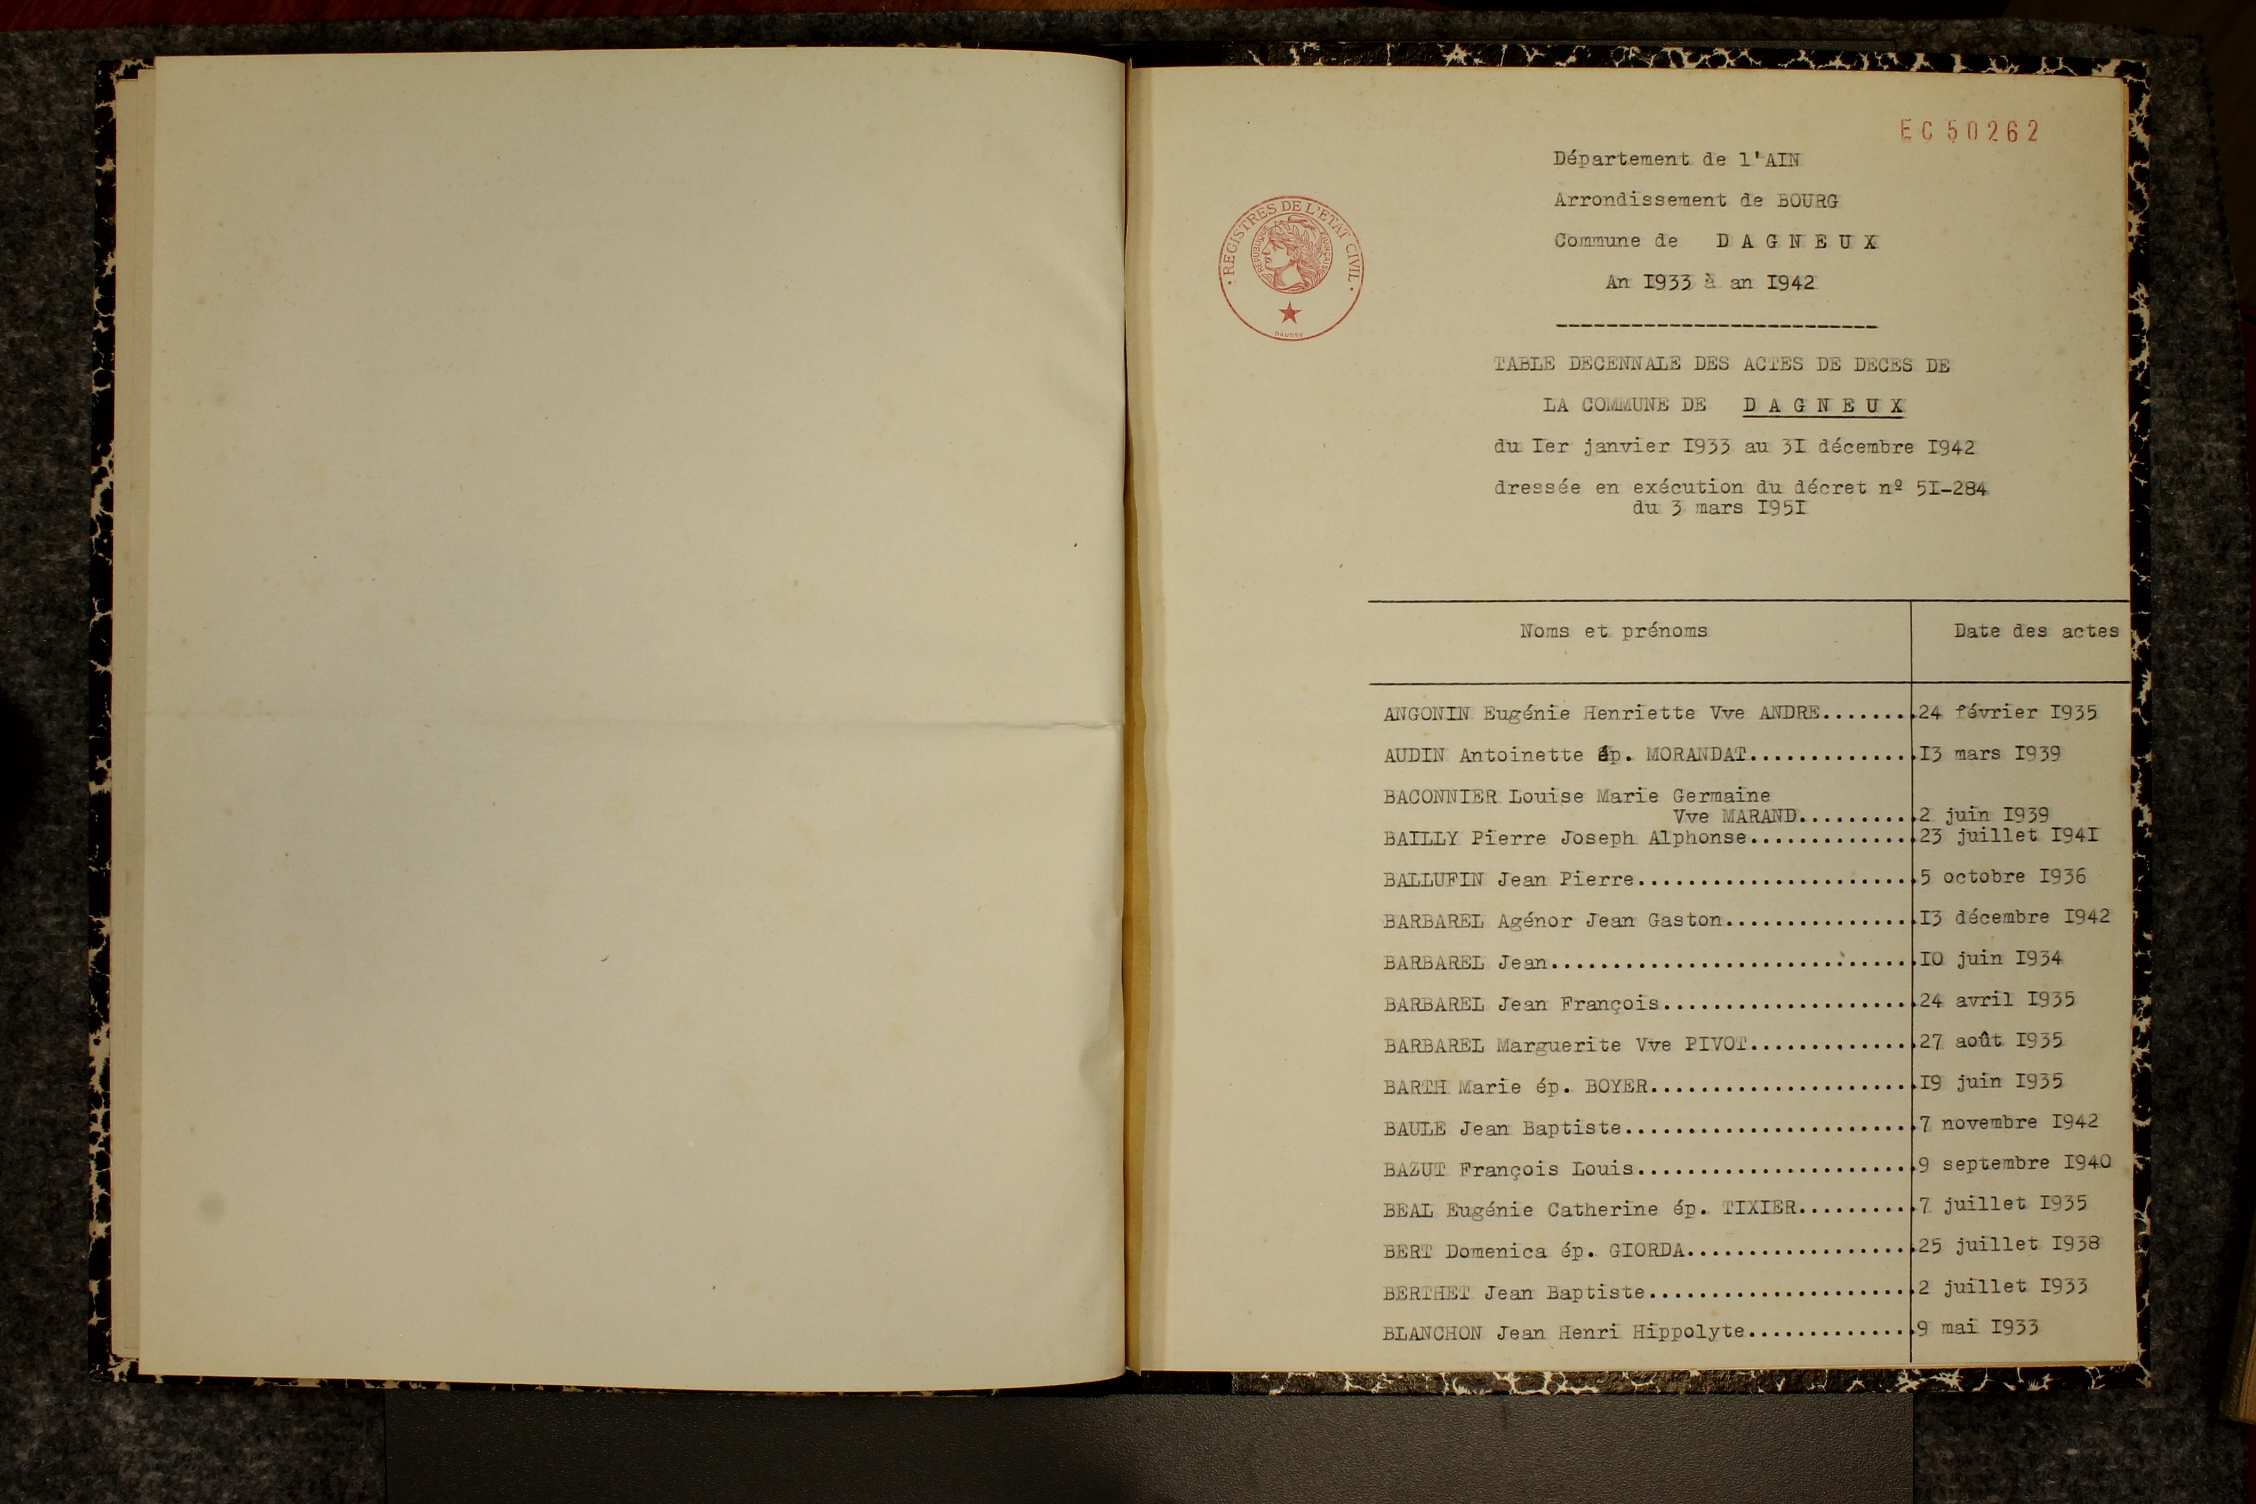 EC 50262
Département de l'AIN
Arrondissement de BOURG
Commune de D A G N E U X
An I933 à an I942
--------------------------
REGISTRES DE L'ETAT CIVIL
REPUBLIQUE FRANÇAISE
TABLE DECENNALE DES ACTES DE DECES DE
LA COMMUNE DE D A G N E U X
du Ier janvier I933 au 3I décembre I942
dressée en exécution du décret nº 5I-284
du 3 mars I95I
Noms et prénoms Date des actes
ANGONIN Eugénie Henriette Vve ANDRE........24 février I935
AUDIN Antoinette ép. MORANDAT..............I3 mars I939
BACONNIER Louise Marie Germaine
Vve MARAND..........2 juin I939
BAILLY Pierre Joseph Alphonse..............23 juillet I94I
BALLUFIN Jean Pierre.......................5 octobre I936
BARBAREL Agénor Jean Gaston................I3 décembre I942
BARBAREL Jean..............................I0 juin I934
BARBAREL Jean François.....................24 avril I935
BARBAREL Marguerite Vve PIVOT..............27 août I935
BARTH Marie ép. BOYER......................I9 juin I935
BAULE Jean Baptiste........................7 novembre I942
BAZUT François Louis.......................9 septembre I940
BEAL Eugénie Catherine ép. TIXIER..........7 juillet I935
BERT Domenica ép. GIORDA...................25 juillet I938
BERTHET Jean Baptiste......................2 juillet I933
BLANCHON Jean Henri Hippolyte..............9 mai I933